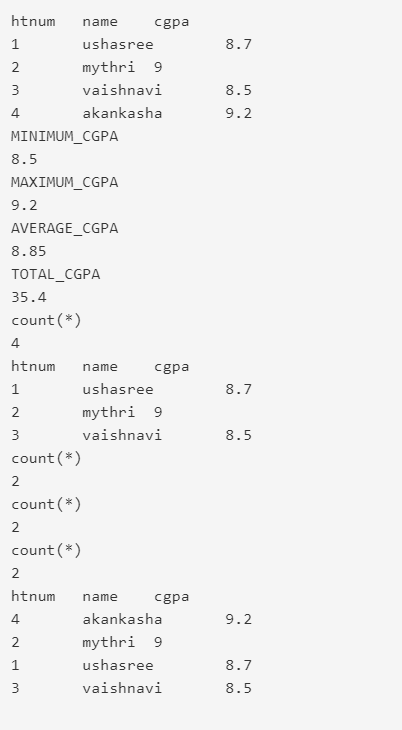 htnum name cgpa
1 ushasree 8.7
2 mythri 9
3 vaishnavi 8.5
4 akankasha 9.2
MINIMUM_CGPA
8.5
MAXIMUM_CGPA
9.2
AVERAGE_CGPA
8.85
TOTAL_CGPA
35.4
count(*)
4
htnum name cgpa
1 ushasree 8.7
2 mythri 9
3 vaishnavi 8.5
count(*)
2
count(*)
2
count(*)
2
htnum name cgpa
4 akankasha 9.2
2 mythri 9
1 ushasree 8.7
3 vaishnavi 8.5